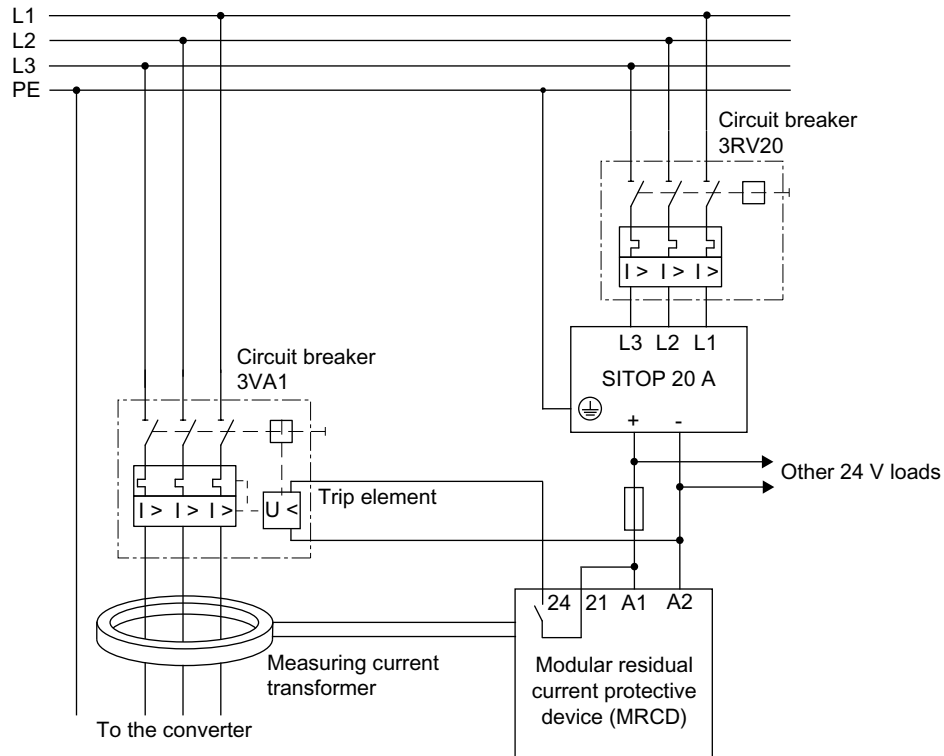 L1
L2
L3
PE
Circuit breaker
3RV20
I > I > I >
L3 L2 L1
SITOP 20 A
+ -
Other 24 V loads
Circuit breaker
3VA1
I > I > I >
U <
Trip element
24 21 A1 A2
Modular residual
current protective
device (MRCD)
Measuring current
transformer
To the converter